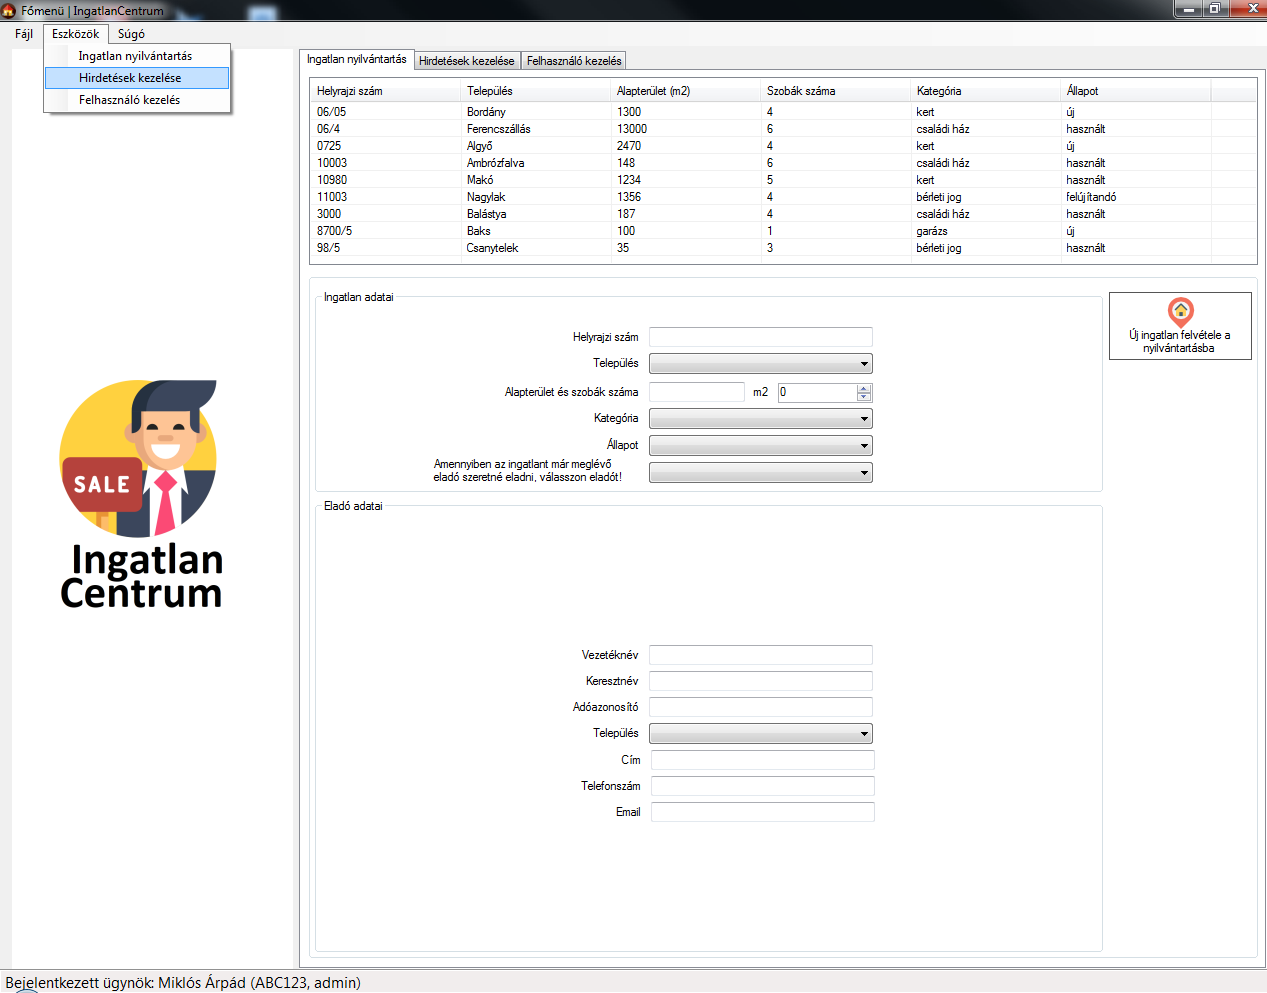 Főmenü | IngatlanCentrum
Fájl Eszközök Súgó
Ingatlan nyilvántartás
Hirdetések kezelése
Felhasználó kezelés
Ingatlan nyilvántartás Hirdetések kezelése Felhasználó kezelés
Helyrajzi szám Település Alapterület (m2) Szobák száma Kategória Állapot
06/05 Bordány 1300 4 kert új
06/4 Ferencszállás 13000 6 családi ház használt
0725 Algyő 2470 4 kert új
10003 Ambrózfalva 148 6 családi ház használt
10980 Makó 1234 5 kert használt
11003 Nagylak 1356 4 bérleti jog felújítandó
3000 Balástya 187 4 családi ház használt
8700/5 Baks 100 1 garázs új
98/5 Csanytelek 35 3 bérleti jog használt
Ingatlan adatai
Helyrajzi szám
Település
Alapterület és szobák száma m2 0
Kategória
Állapot
Amennyiben az ingatlant már meglévő
eladó szeretné eladni, válasszon eladót!
Új ingatlan felvétele a
nyilvántartásba
Eladó adatai
Vezetéknév
Keresztnév
Adóazonosító
Település
Cím
Telefonszám
Email
SALE
Ingatlan
Centrum
Bejelentkezett ügynök: Miklós Árpád (ABC123, admin)